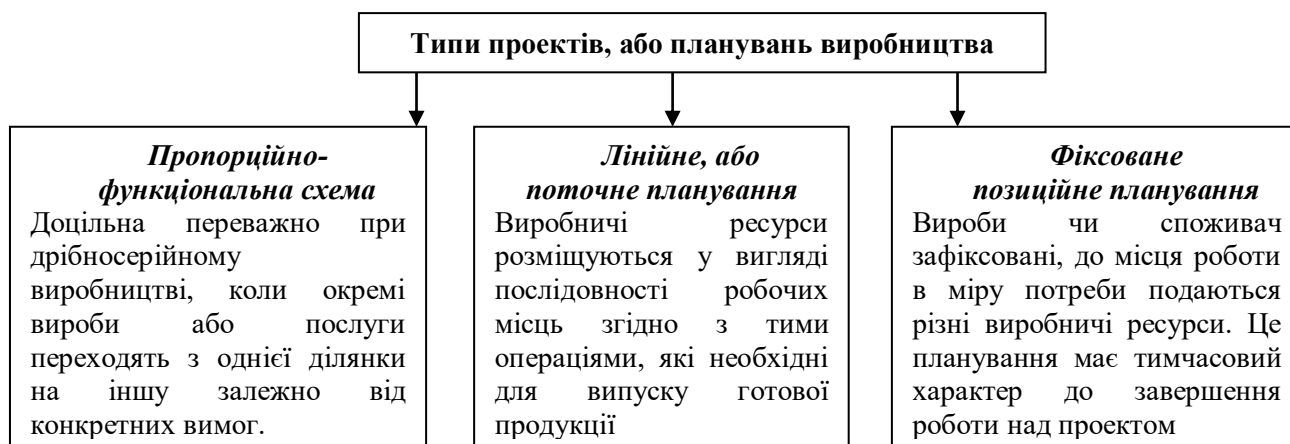 Типи проектів, або планувань виробництва
Пропорційно-
функціональна схема
Доцільна переважно при
дрібносерійному
виробництві, коли окремі
вироби або послуги
переходять з однієї ділянки
на іншу залежно від
конкретних вимог.
Лінійне, або
поточне планування
Виробничі ресурси
розміщуються у вигляді
послідовності робочих
місць згідно з тими
операціями, які необхідні
для випуску готової
продукції
Фіксоване
позиційне планування
Вироби чи споживач
зафіксовані, до місця роботи
в міру потреби подаються
різні виробничі ресурси. Це
планування має тимчасовий
характер до завершення
роботи над проектом